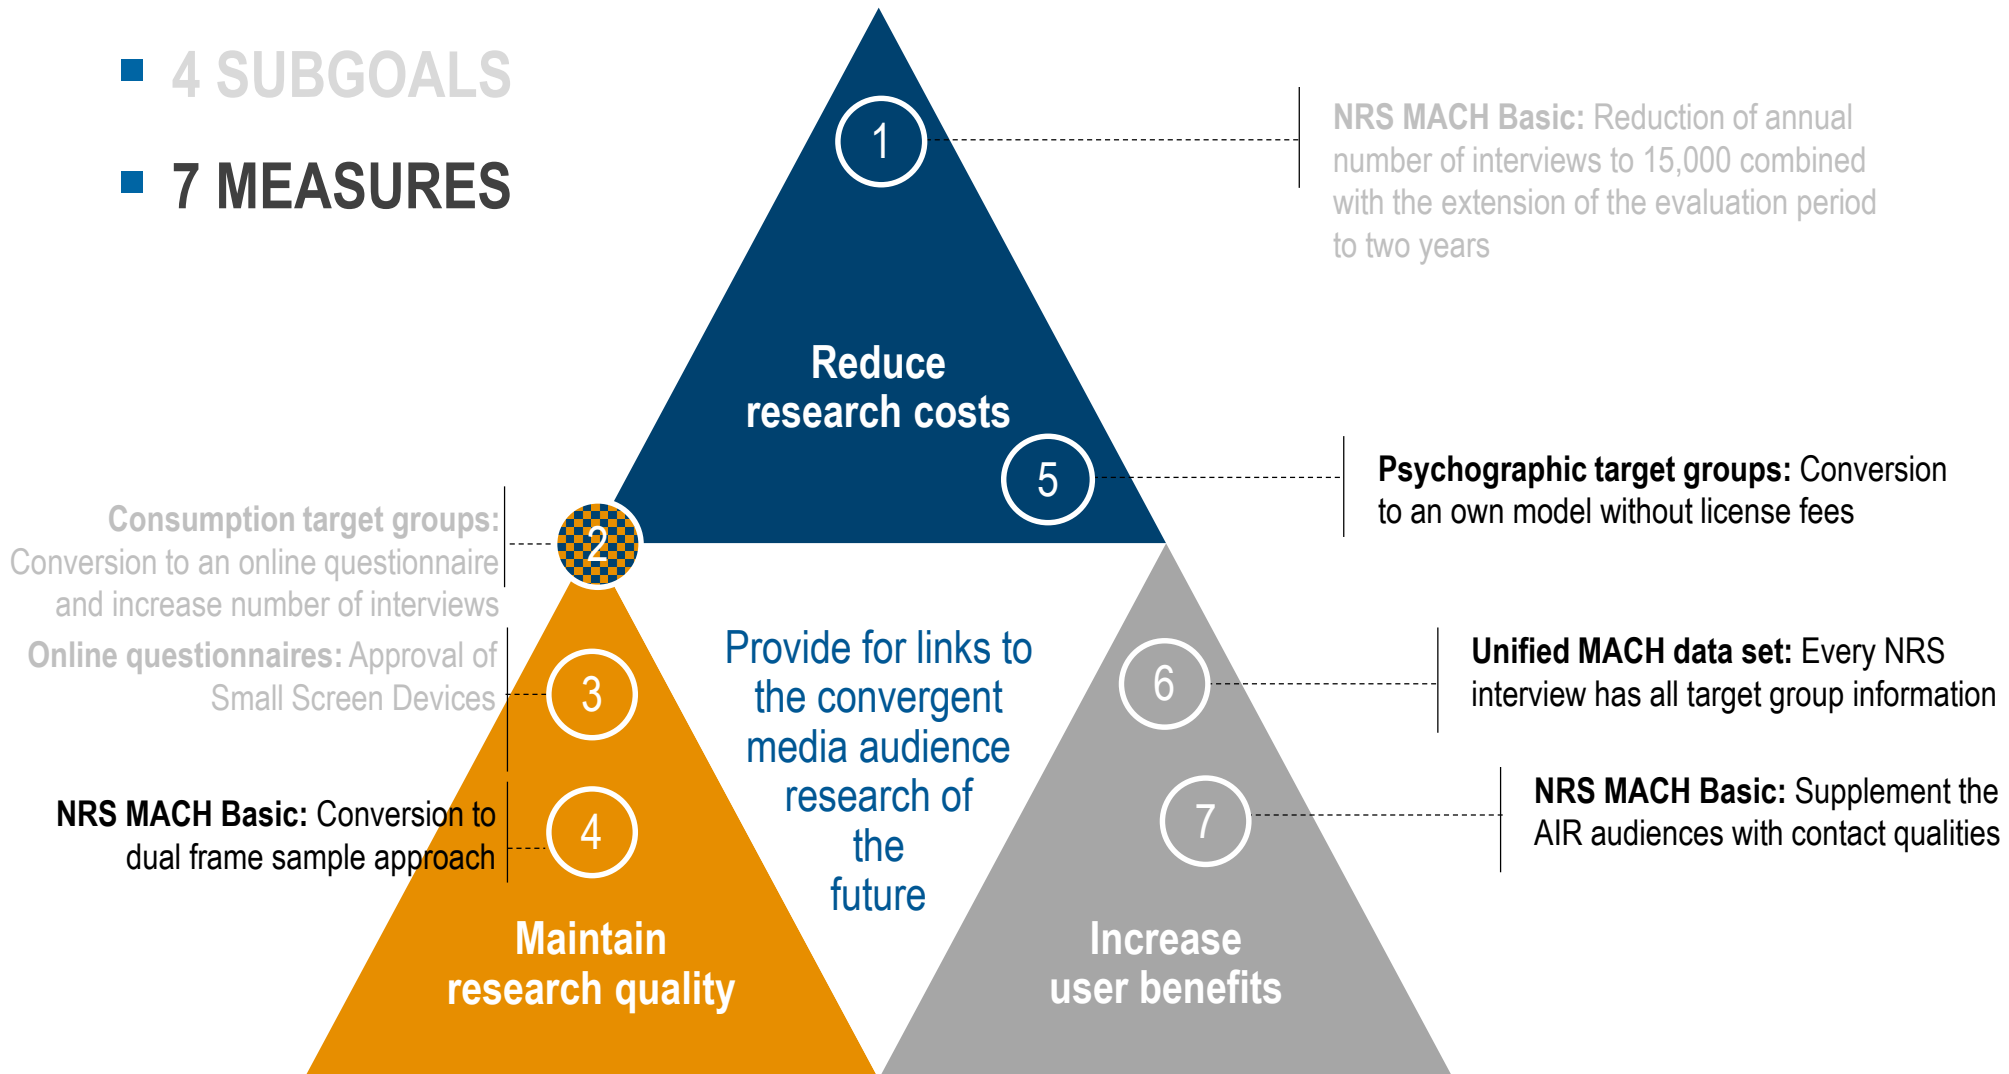 4 SUBGOALS
7 MEASURES
1
NRS MACH Basic: Reduction of annual
number of interviews to 15,000 combined
with the extension of the evaluation period
to two years
Reduce
research costs
5
Psychographic target groups: Conversion
to an own model without license fees
Consumption target groups:
Conversion to an online questionnaire
and increase number of interviews
2
Online questionnaires: Approval of
Small Screen Devices
3
NRS MACH Basic: Conversion to
dual frame sample approach
4
Maintain
research quality
Provide for links to
the convergent
media audience
research of
the
future
6
Unified MACH data set: Every NRS
interview has all target group information
7
NRS MACH Basic: Supplement the
AIR audiences with contact qualities
Increase
user benefits